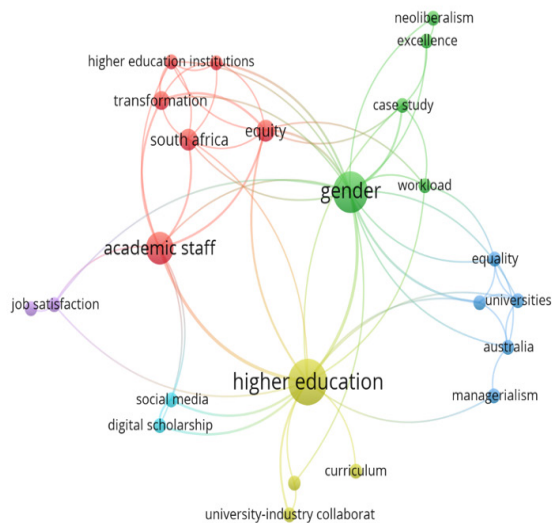 neoliberalism
excellence
higher education institutions
transformation
case study
south africa
equity
gender
workload
academic staff
equality
job satisfaction
universities
australia
higher education
managerialism
social media
digital scholarship
curriculum
university-industry collaborat